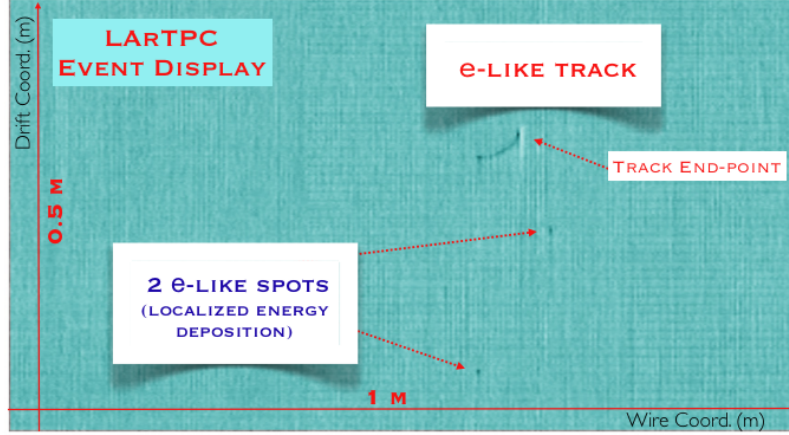 LArTPC
Event Display
e-like track
Track End-point
2 e-like spots
(localized energy
deposition)
Drift Coord. (m)
0.5 m
1 m
Wire Coord. (m)